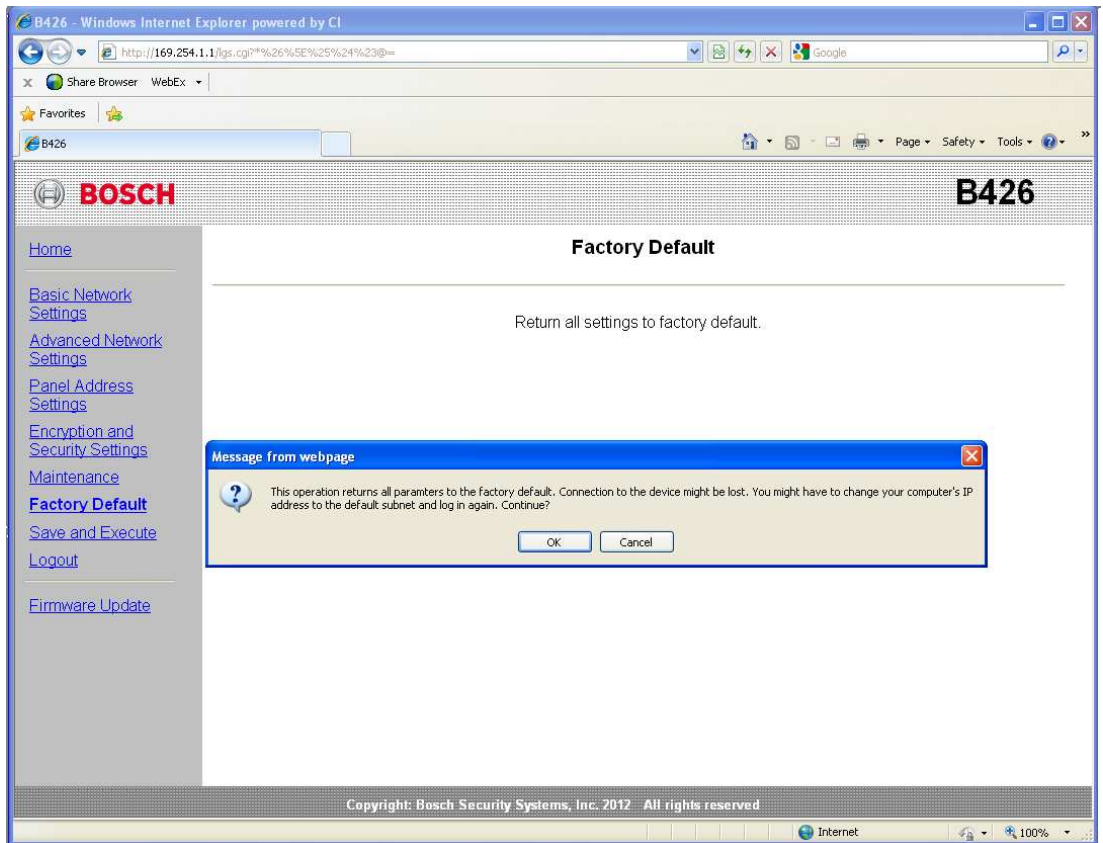 B426 - Windows Internet Explorer powered by CI
http://169.254.1.1/lgs.cgi?*%26%5E%25%24%23@=
Google
x Share Browser WebEx
Favorites
B426
Page Safety Tools
BOSCH
B426
Home
Basic Network
Settings
Advanced Network
Settings
Panel Address
Settings
Encryption and
Security Settings
Maintenance
Factory Default
Save and Execute
Logout
Firmware Update
Factory Default
Return all settings to factory default.
Message from webpage
This operation returns all paramters to the factory default. Connection to the device might be lost. You might have to change your computer's IP
address to the default subnet and log in again. Continue?
OK Cancel
Copyright: Bosch Security Systems, Inc. 2012 All rights reserved
Internet 100%